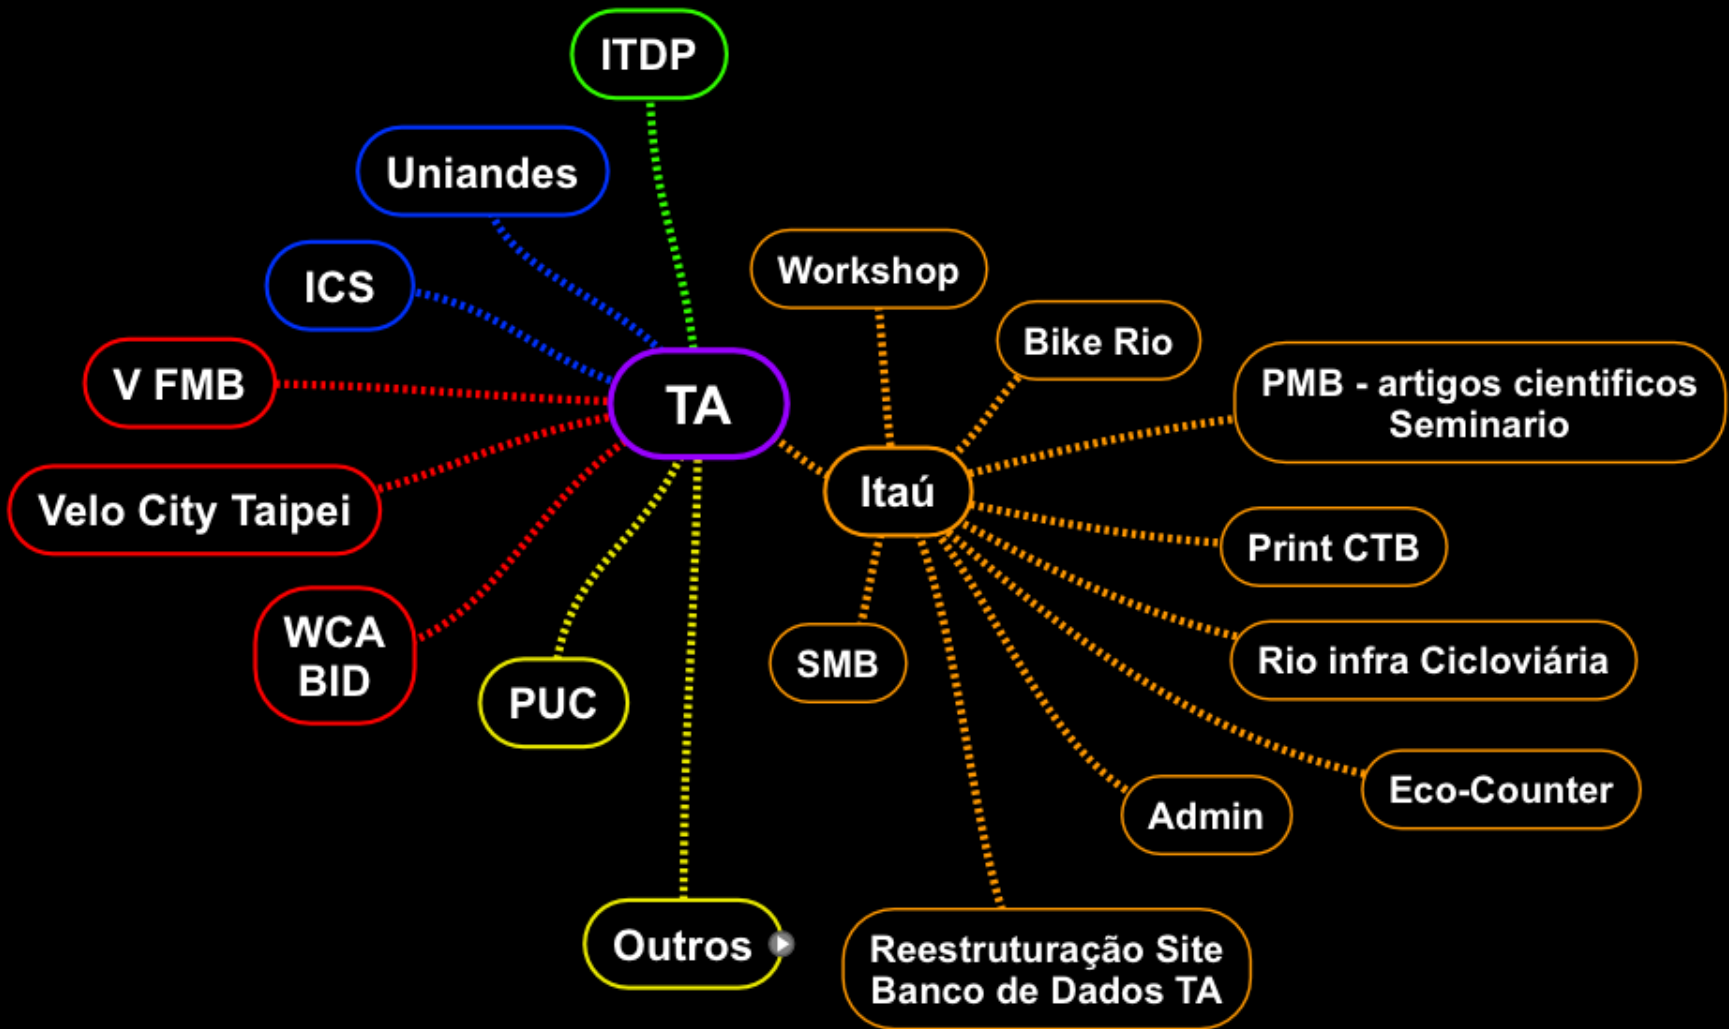 ITDP
Uniandes
ICS
V FMB
Velo City Taipei
WCA
BID
PUC
Outros
TA
Itaú
Workshop
Bike Rio
PMB - artigos cientificos
Seminario
Print CTB
Rio infra Cicloviária
Eco-Counter
Admin
Reestruturação Site
Banco de Dados TA
SMB